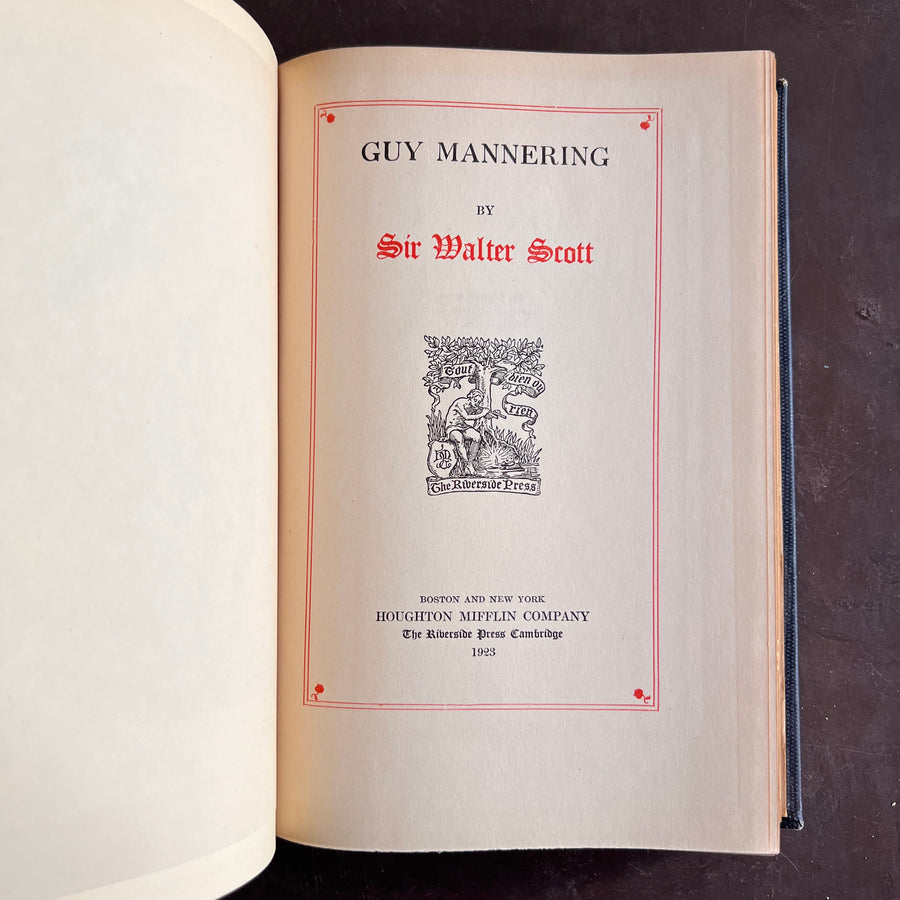 GUY MANNERING
BY
Sir Walter Scott
Tout
bien ou
rien
The Riverside Press
BOSTON AND NEW YORK
HOUGHTON MIFFLIN COMPANY
The Riverside Press Cambridge
1923